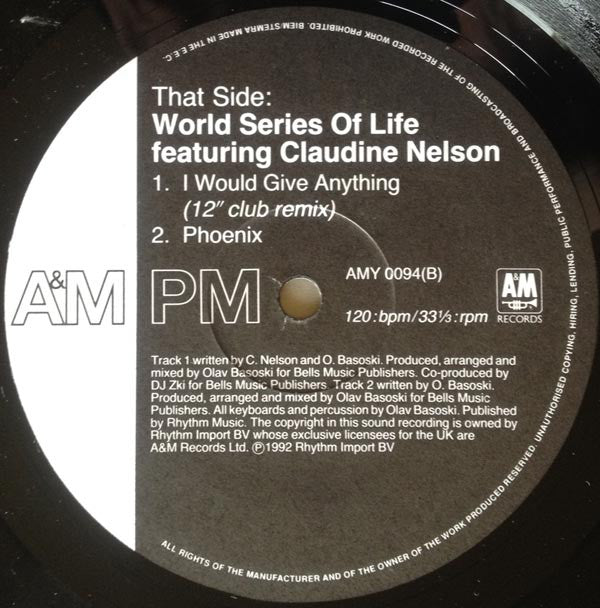 That Side:
World Series Of Life
featuring Claudine Nelson
1. I Would Give Anything
(12" club remix)
2. Phoenix
A&M PM
AMY 0094(B)
120:bpm/33⅓:rpm
A&M
RECORDS
Track 1 written by C. Nelson and O. Basoski. Produced, arranged and
mixed by Olav Basoski for Bells Music Publishers. Co-produced by
DJ Zki for Bells Music Publishers. Track 2 written by O. Basoski.
Produced, arranged and mixed by Olav Basoski for Bells Music
Publishers. All keyboards and percussion by Olav Basoski. Published
by Rhythm Music. The copyright in this sound recording is owned by
Rhythm Import BV whose exclusive licensees for the UK are
A&M Records Ltd. Ⓟ1992 Rhythm Import BV
ALL RIGHTS OF THE MANUFACTURER AND OF THE OWNER OF THE WORK PRODUCED RESERVED. UNAUTHORISED COPYING, HIRING, LENDING, PUBLIC PERFORMANCE AND BROADCASTING OF THE RECORDED WORK PROHIBITED. BIEM/STEMRA MADE IN THE E.E.C.